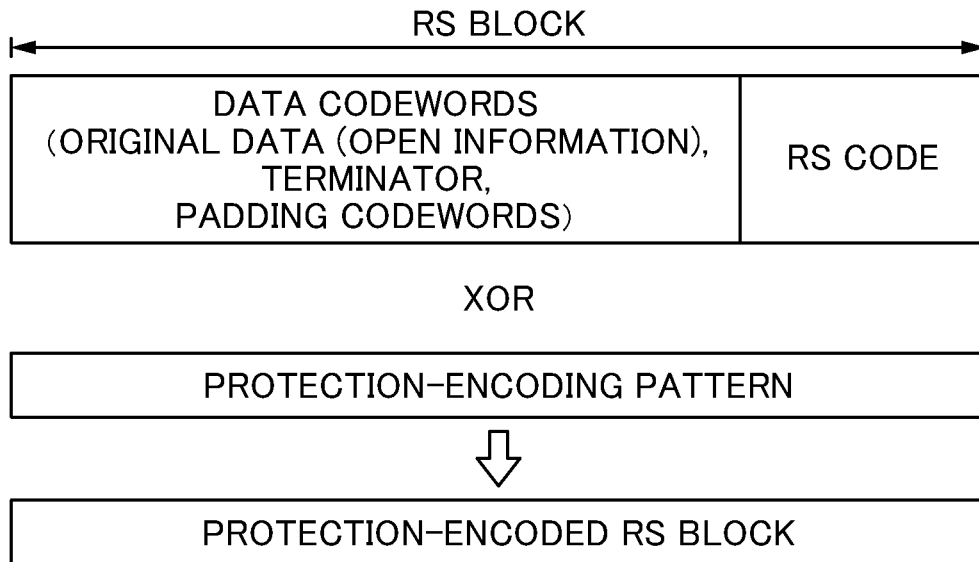 RS BLOCK
DATA CODEWORDS
(ORIGINAL DATA (OPEN INFORMATION),
TERMINATOR,
PADDING CODEWORDS)
RS CODE
XOR
PROTECTION-ENCODING PATTERN
PROTECTION-ENCODED RS BLOCK